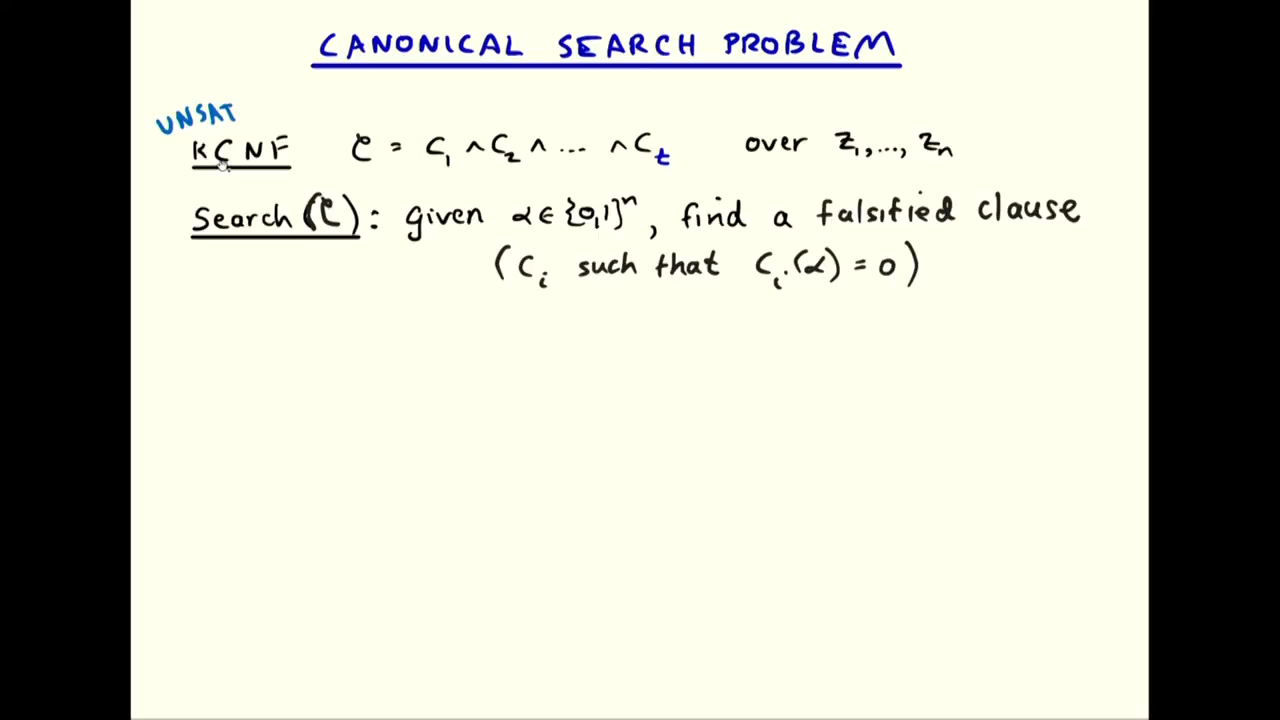 CANONICAL SEARCH PROBLEM
UNSAT
KCNF C = C₁ ∧ C₂ ∧ ... ∧ Cₜ over Z₁, ..., Zₙ
Search(C): given α ∈ {0,1}ⁿ, find a falsified clause
(Cᵢ such that Cᵢ(α) = 0)